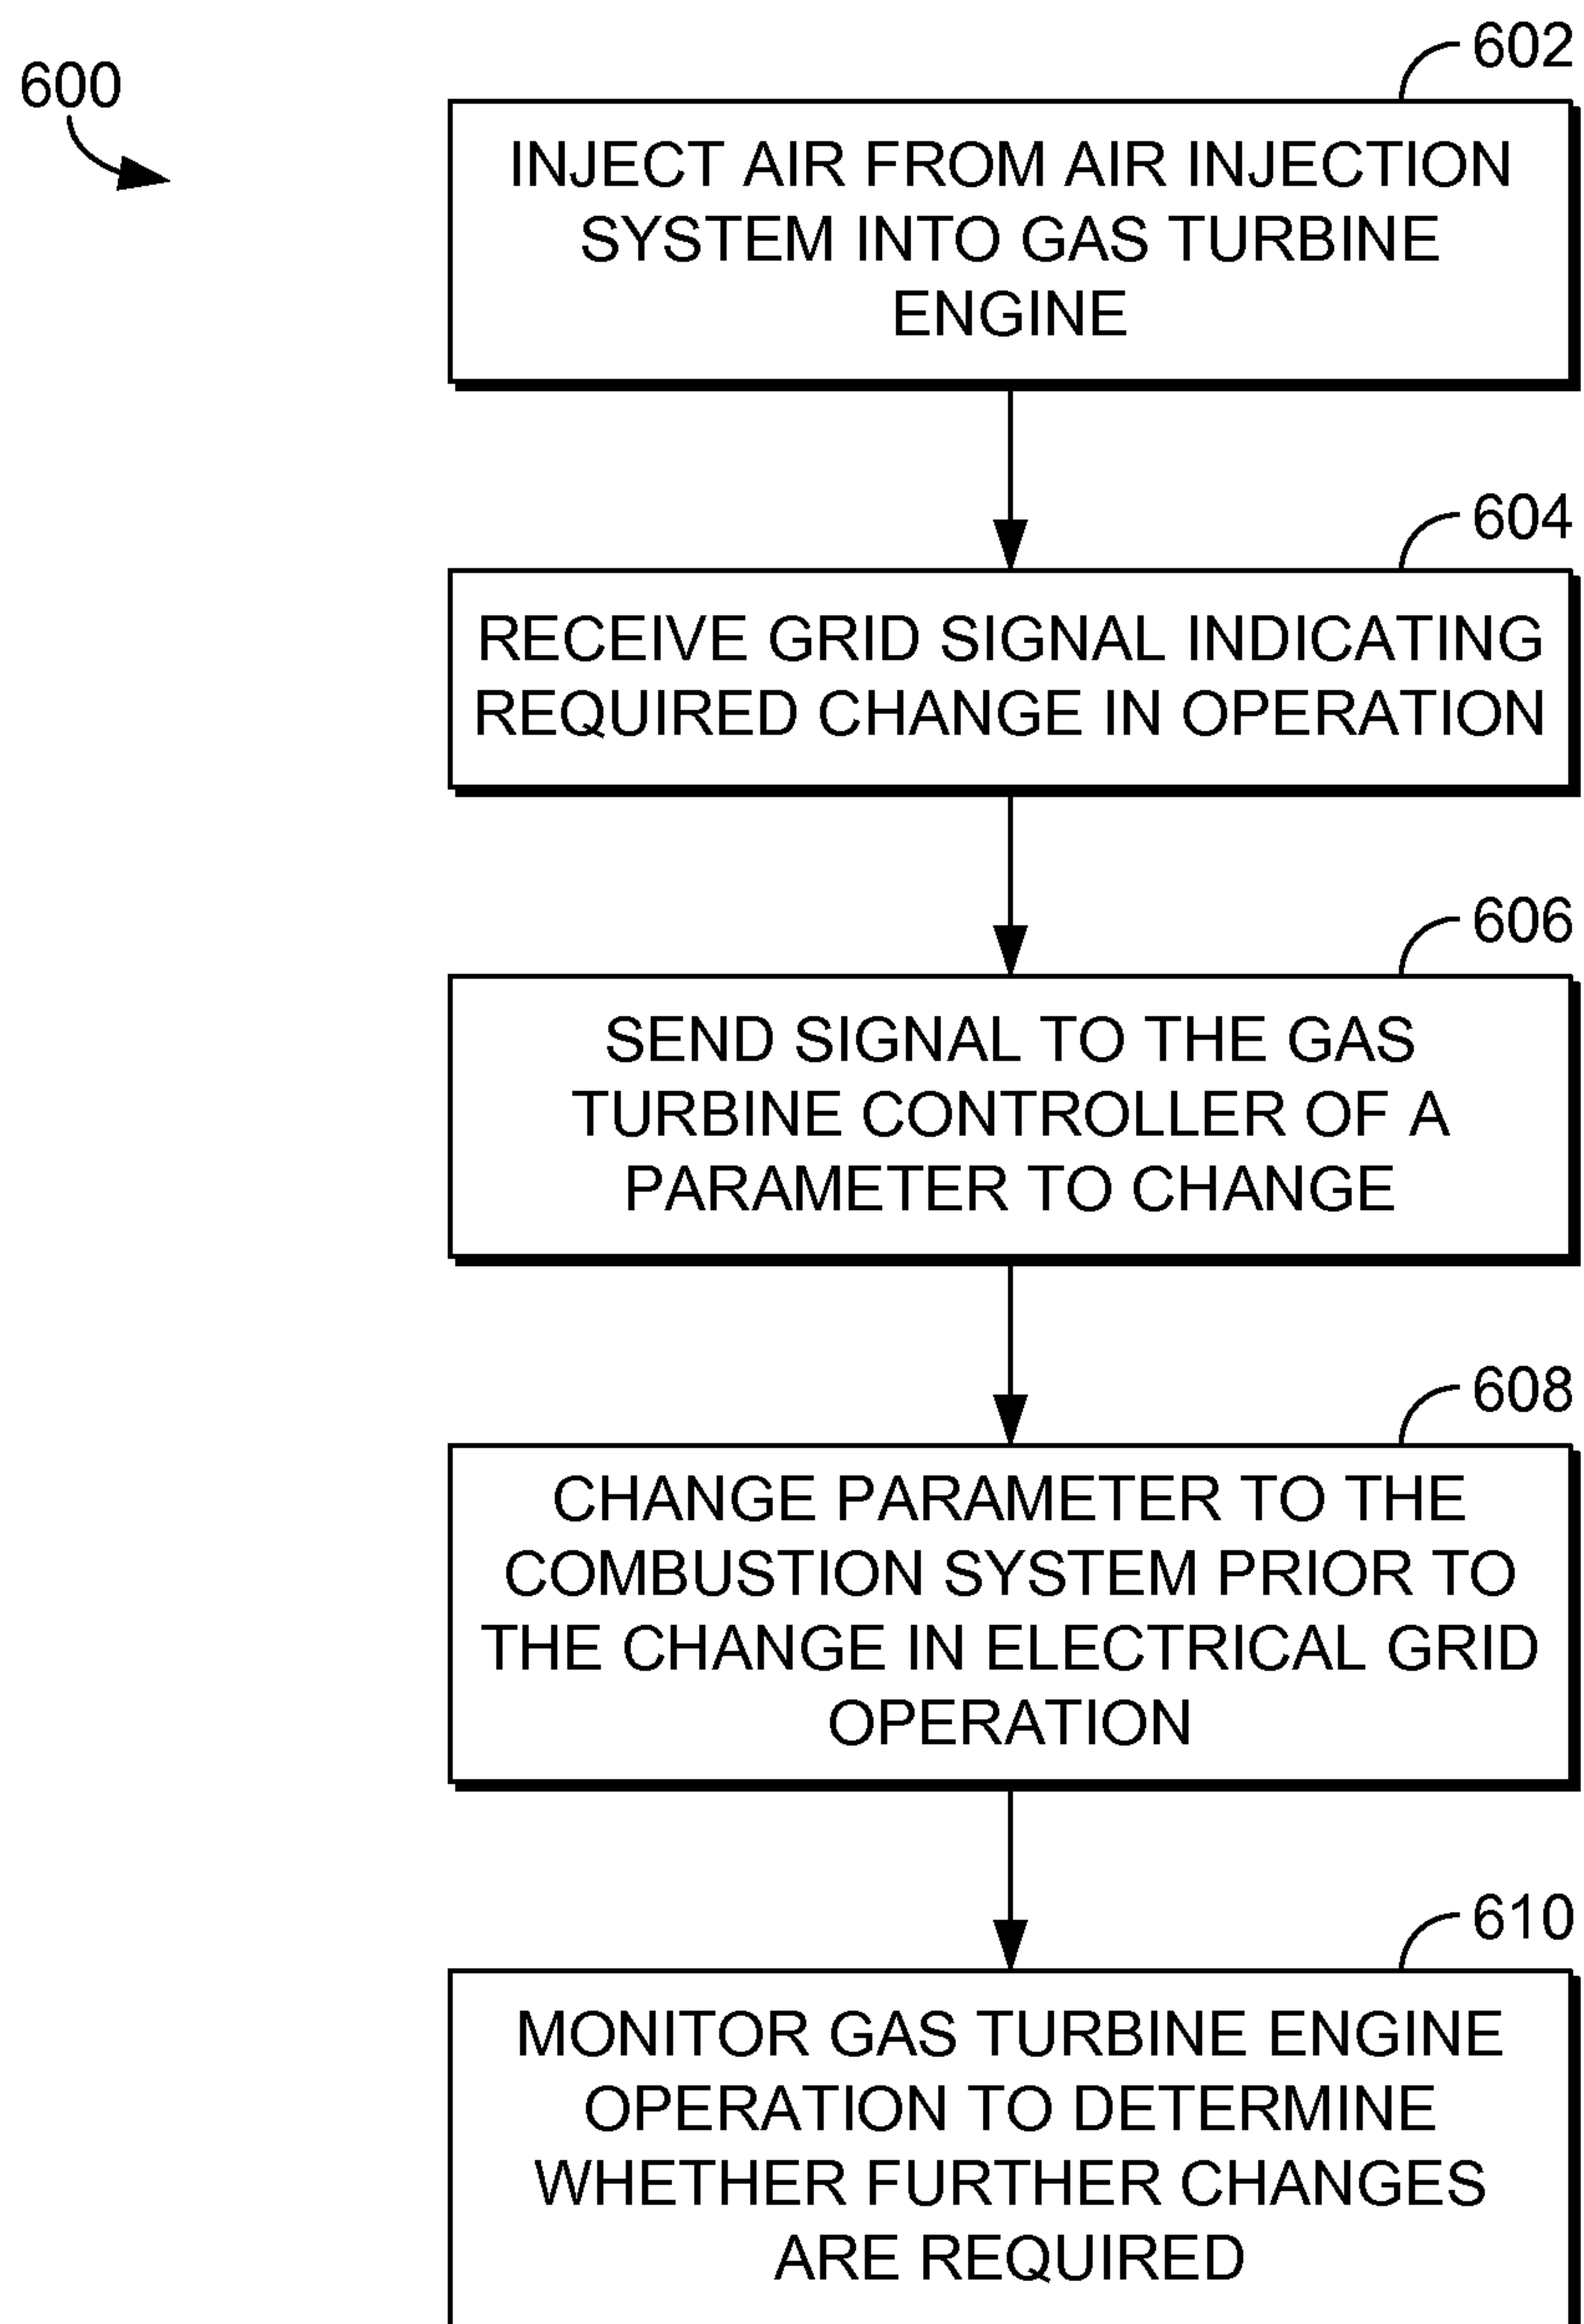 600
602
INJECT AIR FROM AIR INJECTION
SYSTEM INTO GAS TURBINE
ENGINE
604
RECEIVE GRID SIGNAL INDICATING
REQUIRED CHANGE IN OPERATION
606
SEND SIGNAL TO THE GAS
TURBINE CONTROLLER OF A
PARAMETER TO CHANGE
608
CHANGE PARAMETER TO THE
COMBUSTION SYSTEM PRIOR TO
THE CHANGE IN ELECTRICAL GRID
OPERATION
610
MONITOR GAS TURBINE ENGINE
OPERATION TO DETERMINE
WHETHER FURTHER CHANGES
ARE REQUIRED